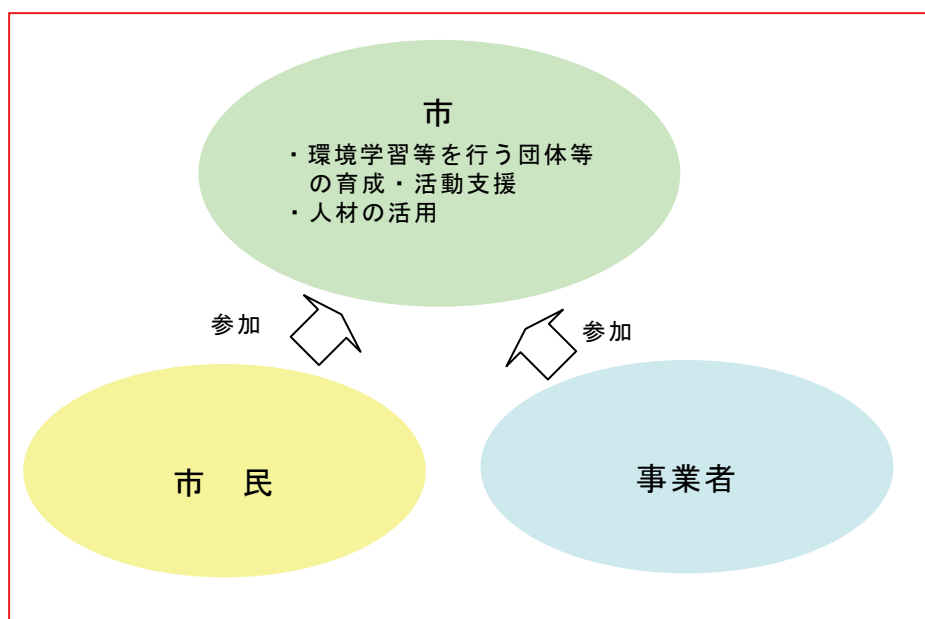 市
・環境学習等を行う団体等
の育成・活動支援
・人材の活用
参加
参加
市　民
事業者